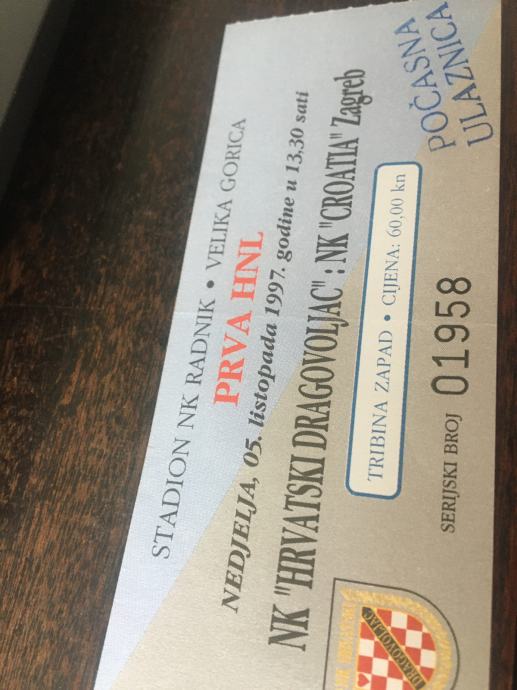 STADION NK RADNIK • VELIKA GORICA
PRVA HNL
NEDJELJA, 05. listopada 1997. godine u 13,30 sati
NK "HRVATSKI DRAGOVOLJAC" : NK "CROATIA" Zagreb
TRIBINA ZAPAD • CIJENA: 60,00 kn
SERIJSKI BROJ 01958
POČASNA
ULAZNICA
DRAGOVOLJAC